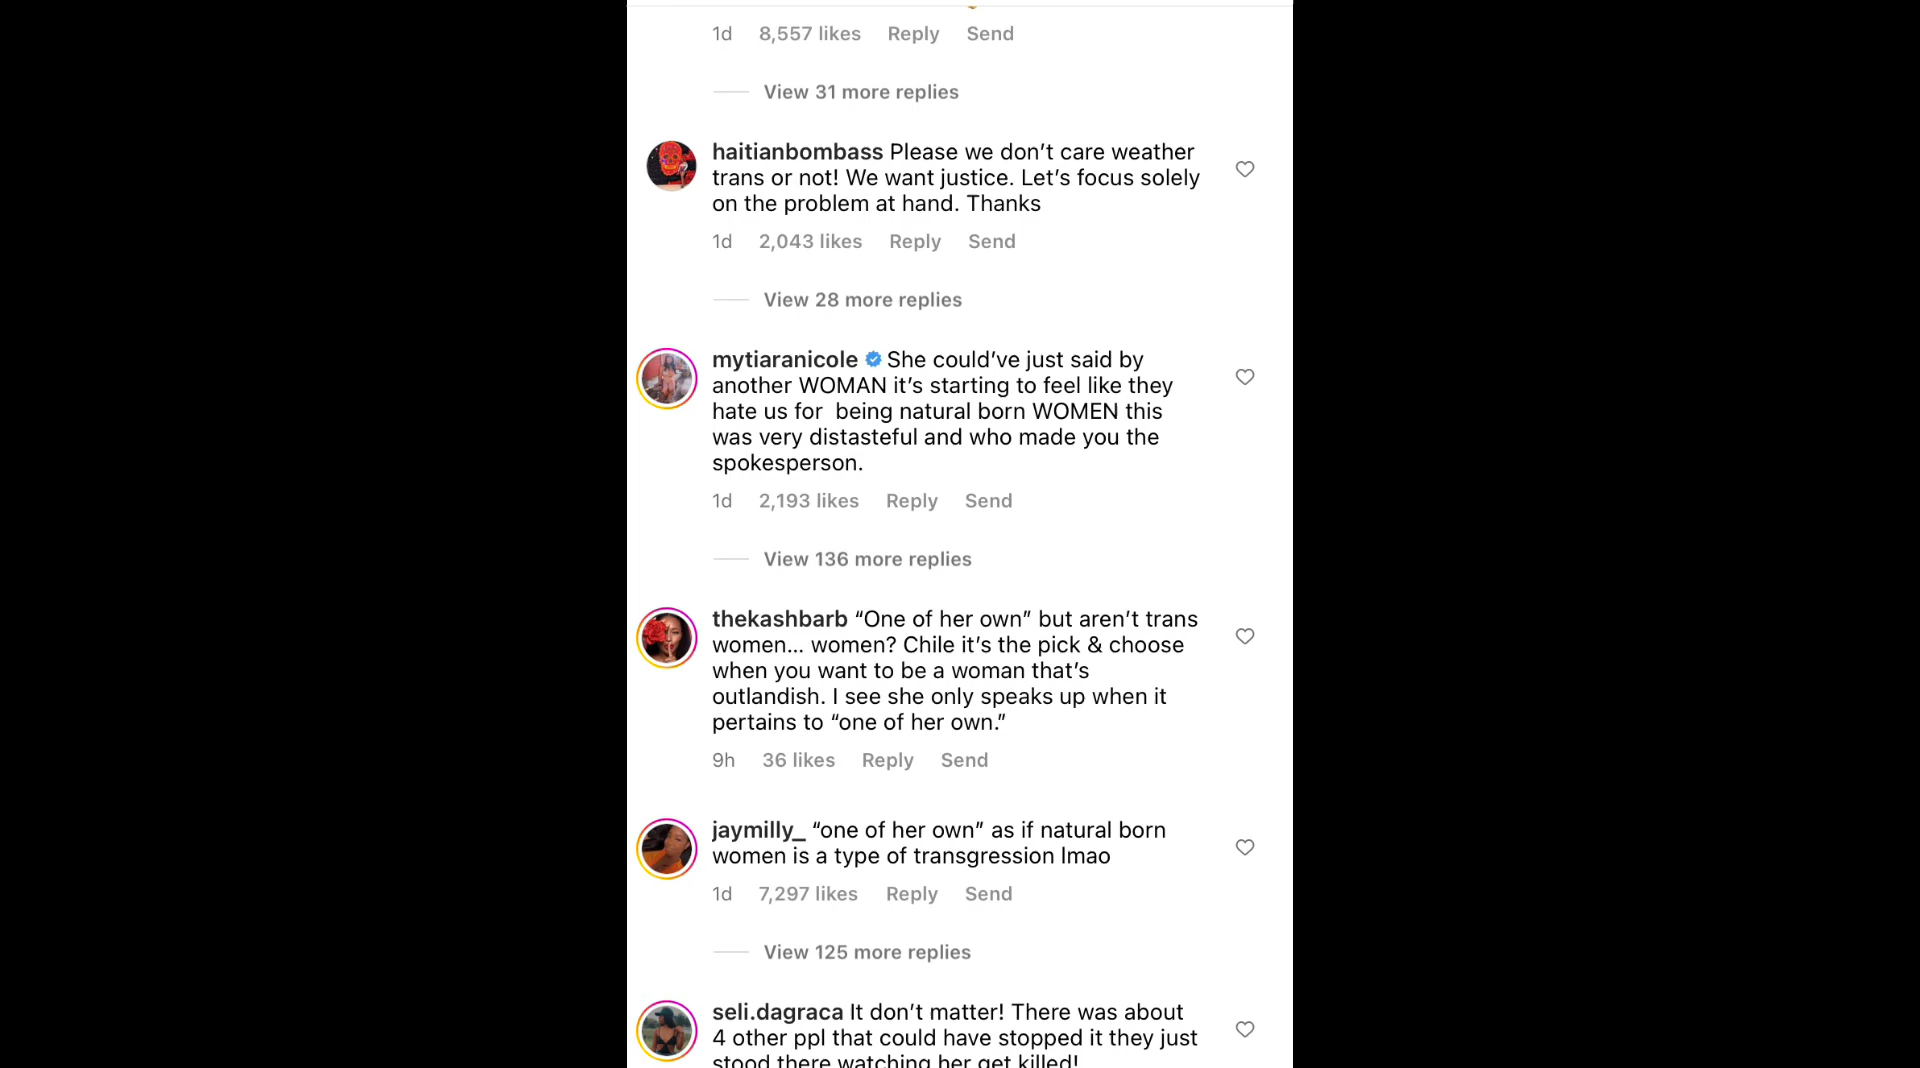 1d 8,557 likes Reply Send
View 31 more replies
haitianbombass Please we don’t care weather
trans or not! We want justice. Let’s focus solely
on the problem at hand. Thanks
1d 2,043 likes Reply Send
View 28 more replies
mytiaranicole She could’ve just said by
another WOMAN it’s starting to feel like they
hate us for being natural born WOMEN this
was very distasteful and who made you the
spokesperson.
1d 2,193 likes Reply Send
View 136 more replies
thekashbarb “One of her own” but aren’t trans
women... women? Chile it’s the pick & choose
when you want to be a woman that’s
outlandish. I see she only speaks up when it
pertains to “one of her own.”
9h 36 likes Reply Send
jaymilly_ “one of her own” as if natural born
women is a type of transgression lmao
1d 7,297 likes Reply Send
View 125 more replies
seli.dagraca It don’t matter! There was about
4 other ppl that could have stopped it they just
stood there watching her get killed!